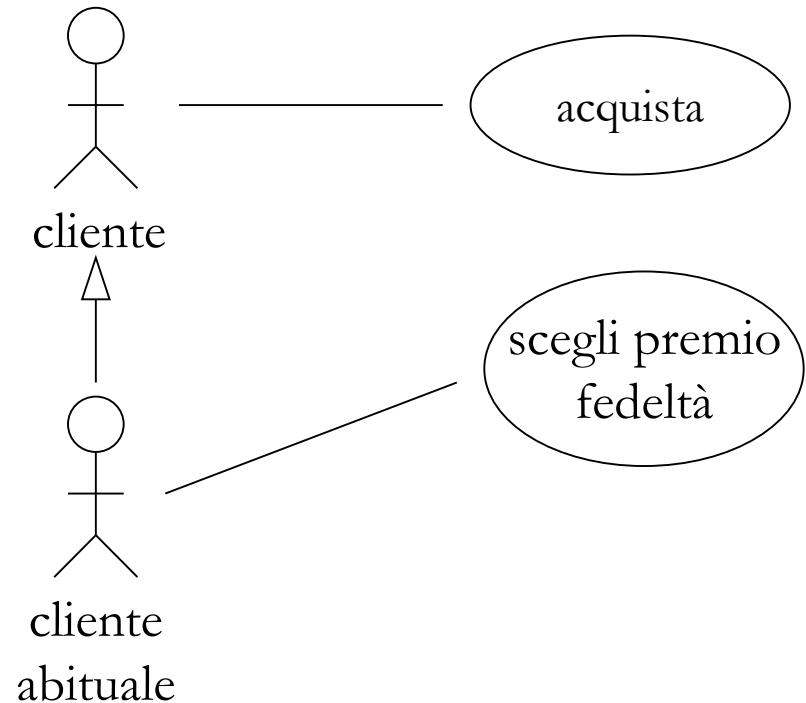 acquista
cliente
scegli premio
fedeltà
cliente
abituale